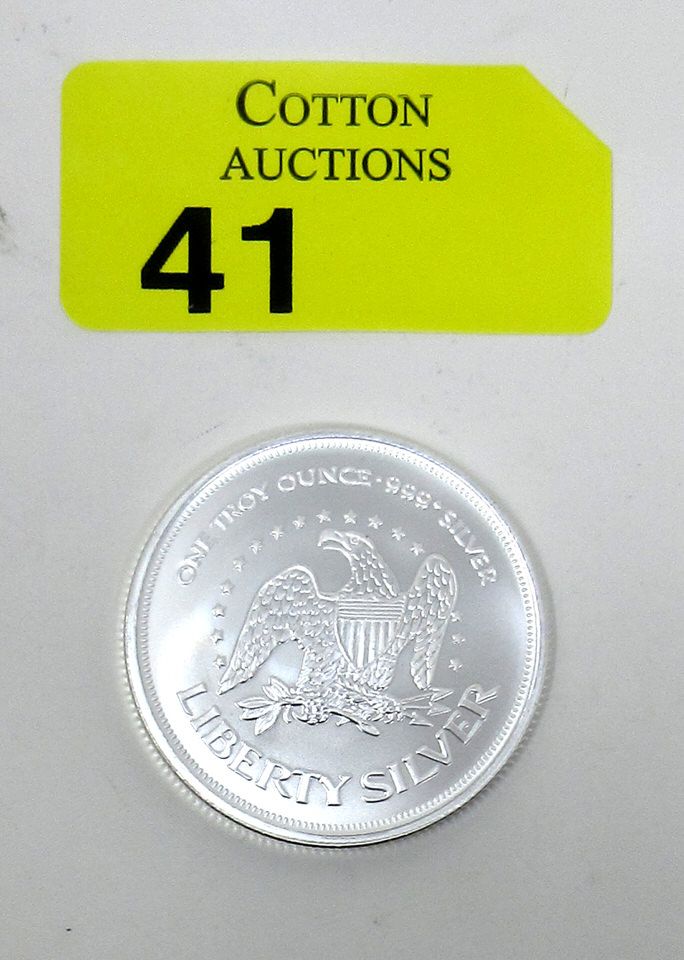 COTTON
AUCTIONS
41
ONE TROY OUNCE · 999+ SILVER
LIBERTY SILVER